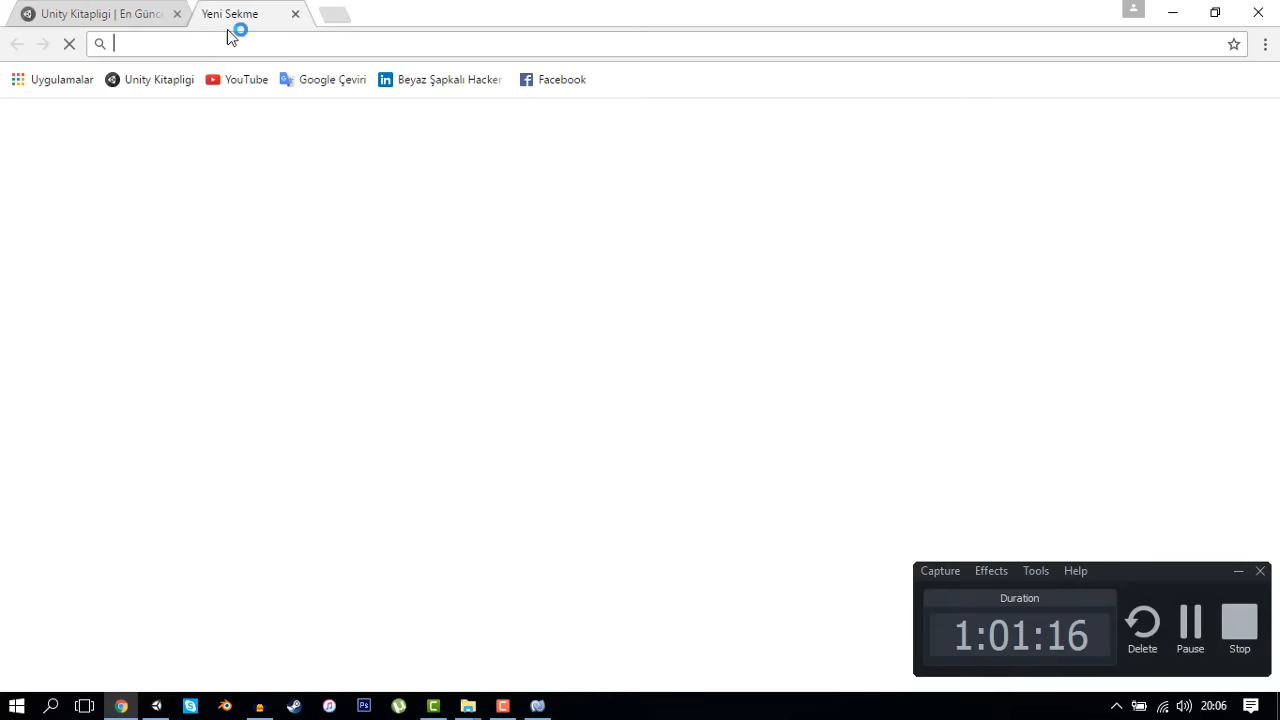 Unity Kitapligi | En Günce
Yeni Sekme
Uygulamalar
Unity Kitapligi
YouTube
Google Çeviri
Beyaz Şapkalı Hacker
Facebook
Capture Effects Tools Help
Duration
1:01:16
Delete
Pause
Stop
20:06